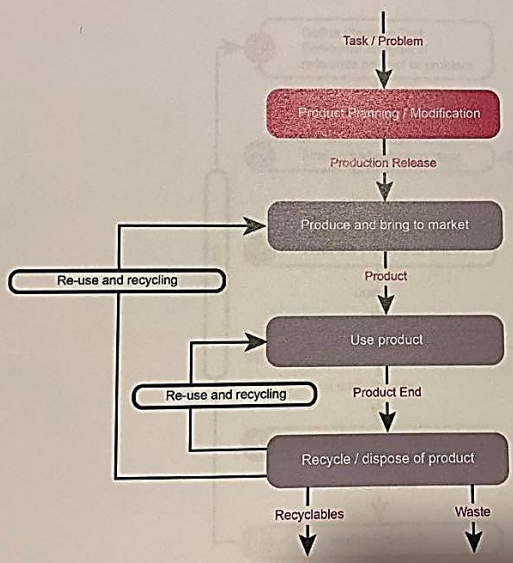 Task / Problem
Product Planning / Modification
Production Release
Produce and bring to market
Re-use and recycling
Product
Use product
Re-use and recycling
Product End
Recycle / dispose of product
Recyclables
Waste